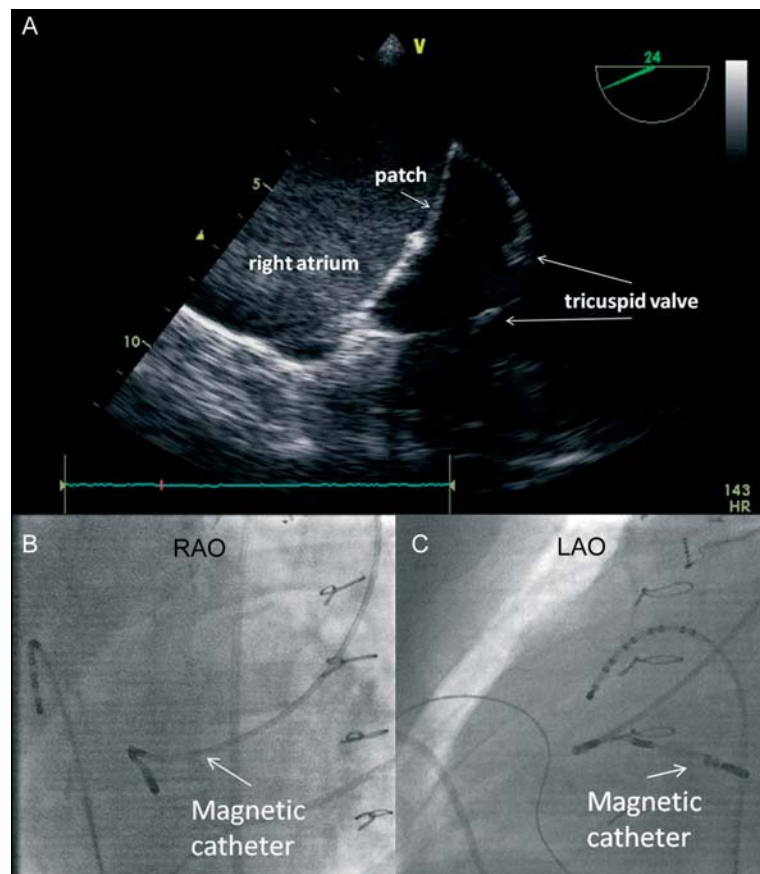 A
V
24
5
patch
right atrium
tricuspid valve
10
143
HR
B
RAO
C
LAO
Magnetic
catheter
Magnetic
catheter